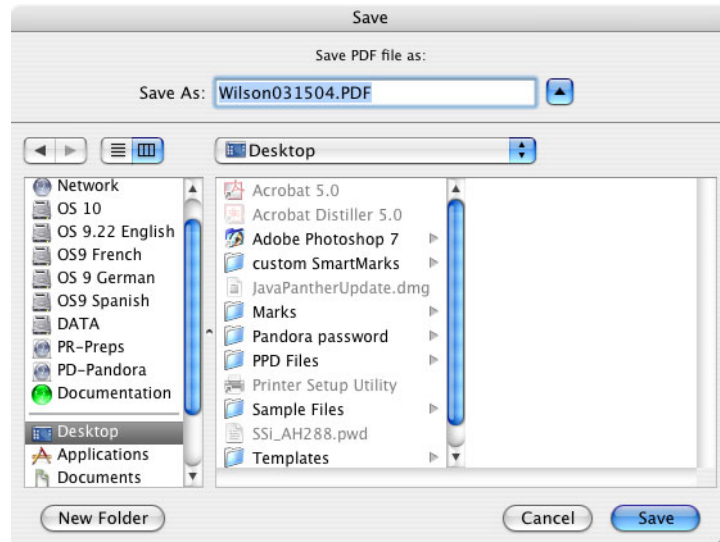 Save
Save PDF file as:
Save As: Wilson031504.PDF
Desktop
Network
OS 10
OS 9.22 English
OS9 French
OS 9 German
OS9 Spanish
DATA
PR-Preps
PD-Pandora
Documentation
Desktop
Applications
Documents
Acrobat 5.0
Acrobat Distiller 5.0
Adobe Photoshop 7
custom SmartMarks
JavaPantherUpdate.dmg
Marks
Pandora password
PPD Files
Printer Setup Utility
Sample Files
SSi_AH288.pwd
Templates
New Folder
Cancel
Save